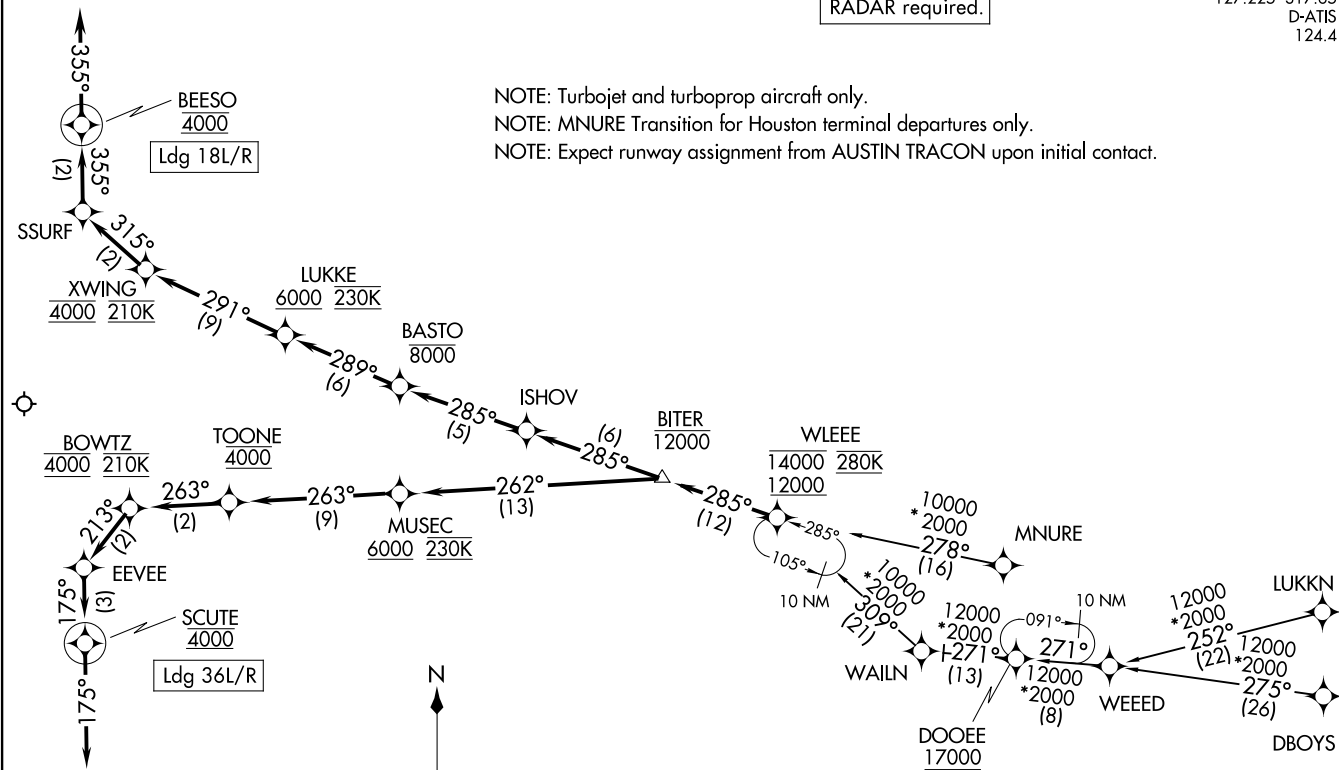 RADAR required.
D-ATIS
124.4
NOTE: Turbojet and turboprop aircraft only.
NOTE: MNURE Transition for Houston terminal departures only.
NOTE: Expect runway assignment from AUSTIN TRACON upon initial contact.
355°
BEESO
4000
Ldg 18L/R
355°
(2)
SSURF
315°
(2)
XWING
4000 210K
291°
(9)
LUKKE
6000 230K
289°
(6)
BASTO
8000
285°
(5)
ISHOV
(6)
285°
BITER
12000
WLEEE
14000 280K
12000
285°
(12)
285°
105°
10 NM
10000
*2000
278°
(16)
MNURE
BOWTZ
4000 210K
TOONE
4000
263°
(2)
263°
(9)
MUSEC
6000 230K
262°
(13)
213°
(2)
EEVEE
175°
(3)
SCUTE
4000
Ldg 36L/R
175°
N
10000
*2000
309°
(21)
WAILN
12000
*2000
271°
(13)
091°
10 NM
271°
12000
*2000
(8)
DOOEE
17000
WEEED
12000
*2000
252°
(22)
LUKKN
12000
*2000
275°
(26)
DBOYS